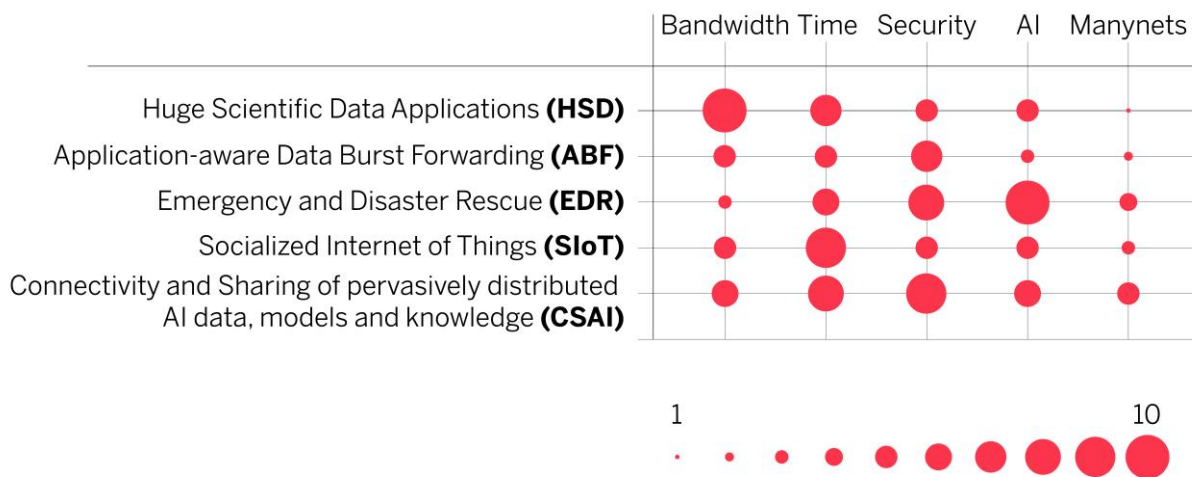 Bandwidth Time Security AI Manynets
Huge Scientific Data Applications (HSD)
Application-aware Data Burst Forwarding (ABF)
Emergency and Disaster Rescue (EDR)
Socialized Internet of Things (SIoT)
Connectivity and Sharing of pervasively distributed
AI data, models and knowledge (CSAI)
1 10